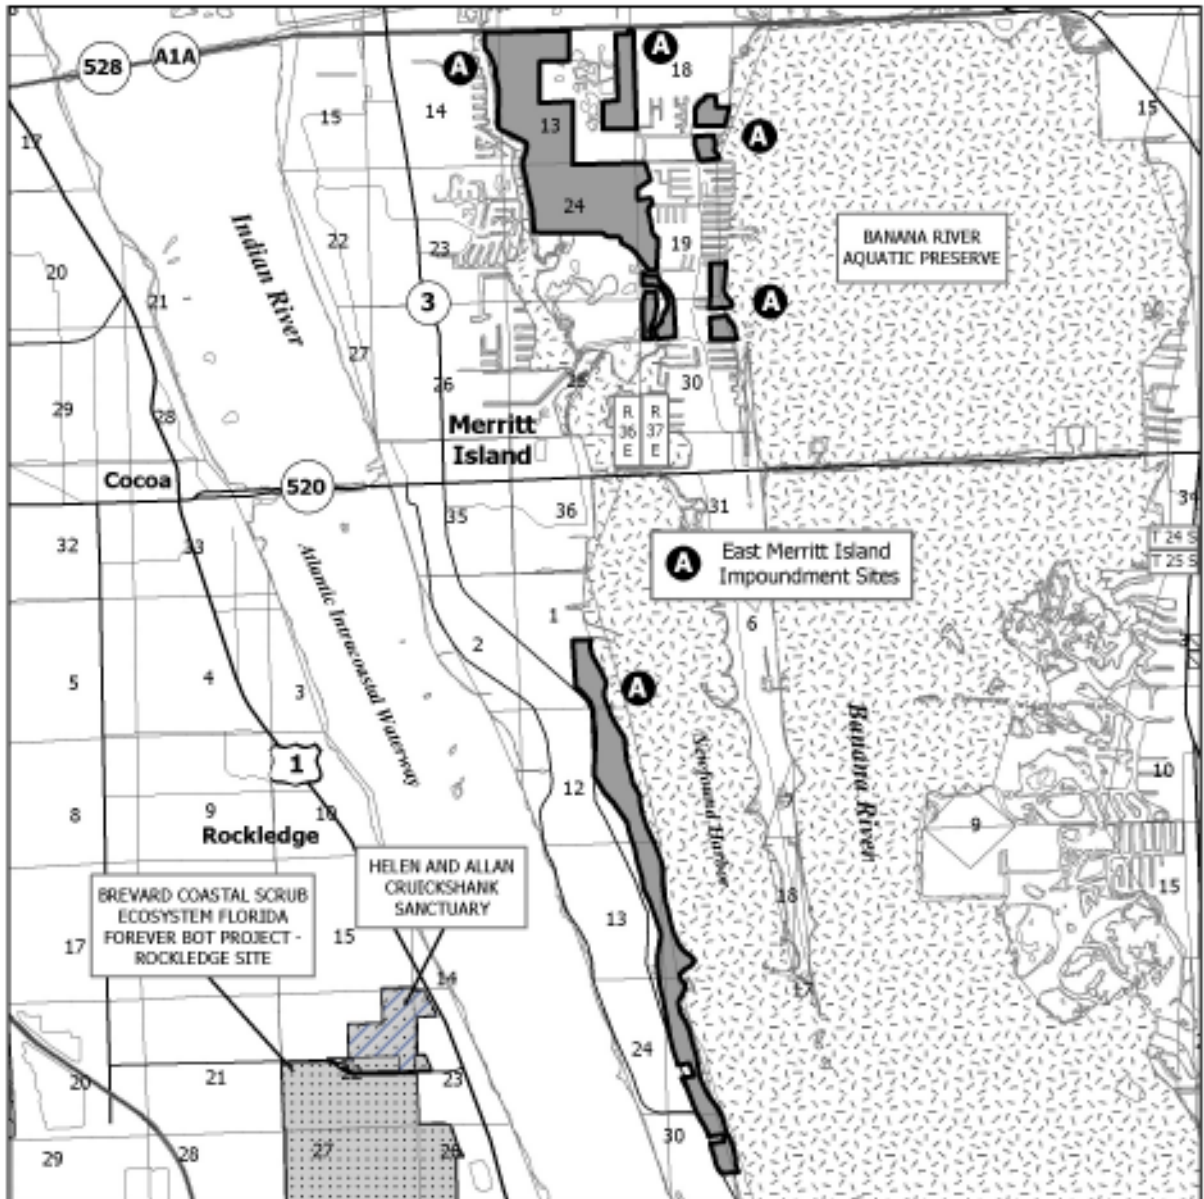 528
A1A
A
A
18
15
14
15
13
17
A
24
Indian River
22
23
19
BANANA RIVER
AQUATIC PRESERVE
20
21
3
A
27
26
25
30
29
28
R
36
E
R
37
E
Merritt
Island
Cocoa
520
31
35
36
32
33
T 24 S
T 25 S
A
East Merritt Island
Impoundment Sites
Atlantic Intracoastal Waterway
1
2
6
5
4
3
A
Newfound Harbor
Banana River
1
12
10
8
9
10
9
Rockledge
HELEN AND ALLAN
CRUICKSHANK
SANCTUARY
BREVARD COASTAL SCRUB
ECOSYSTEM FLORIDA
FOREVER BOT PROJECT -
ROCKLEDGE SITE
18
15
13
17
15
14
17
24
20
21
22
23
30
29
28
27
26